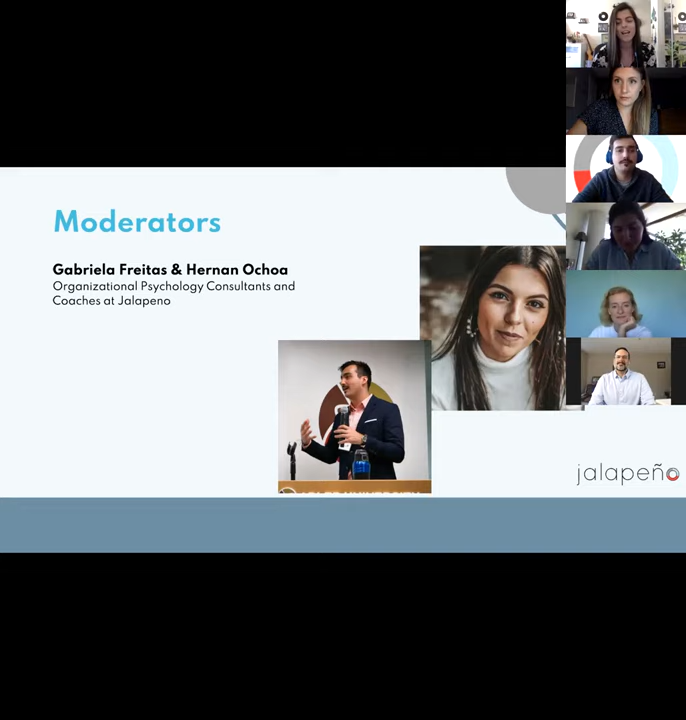 Moderators
Gabriela Freitas & Hernan Ochoa
Organizational Psychology Consultants and
Coaches at Jalapeno
jalapeño